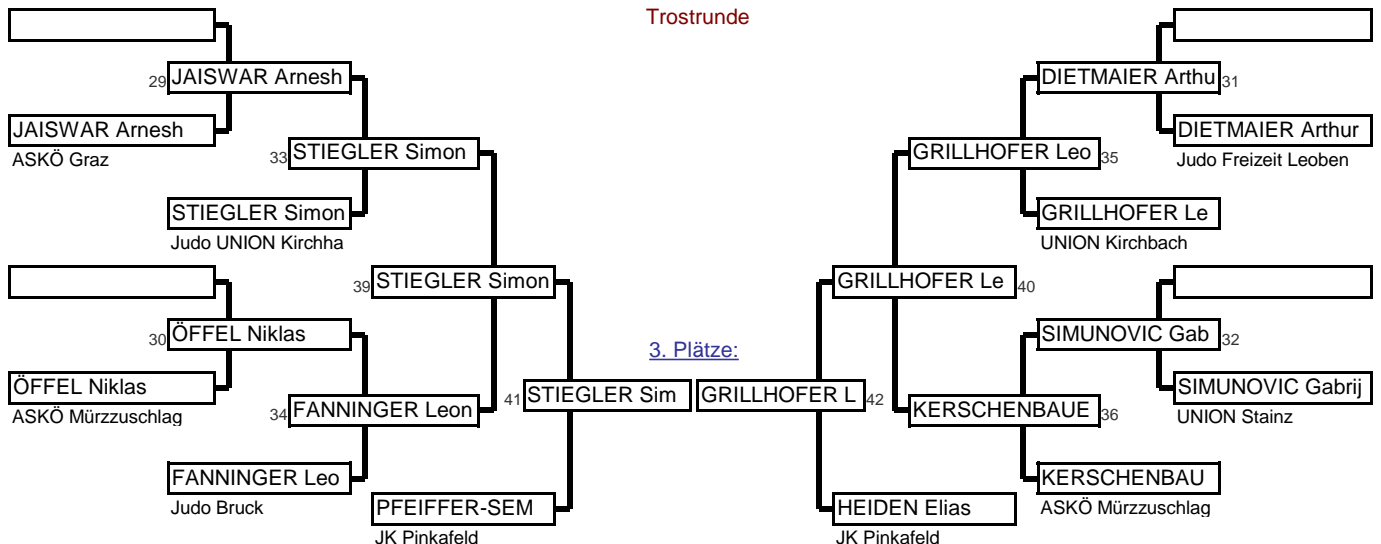 Trostrunde
29
JAISWAR Arnesh
DIETMAIER Arthu
31
JAISWAR Arnesh
ASKÖ Graz
DIETMAIER Arthur
Judo Freizeit Leoben
33
STIEGLER Simon
GRILLHOFER Leo
35
STIEGLER Simon
Judo UNION Kirchha
GRILLHOFER Le
UNION Kirchbach
39
STIEGLER Simon
GRILLHOFER Le
40
30
ÖFFEL Niklas
SIMUNOVIC Gab
32
3. Plätze:
ÖFFEL Niklas
ASKÖ Mürzzuschlag
41
STIEGLER Sim
GRILLHOFER L
42
SIMUNOVIC Gabrij
UNION Stainz
34
FANNINGER Leon
KERSCHENBAUE
36
FANNINGER Leo
Judo Bruck
KERSCHENBAU
ASKÖ Mürzzuschlag
PFEIFFER-SEM
JK Pinkafeld
HEIDEN Elias
JK Pinkafeld